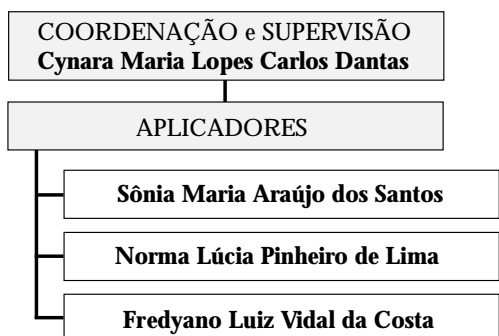 COORDENAÇÃO e SUPERVISÃO
Cynara Maria Lopes Carlos Dantas
APLICADORES
Sônia Maria Araújo dos Santos
Norma Lúcia Pinheiro de Lima
Fredyano Luiz Vidal da Costa